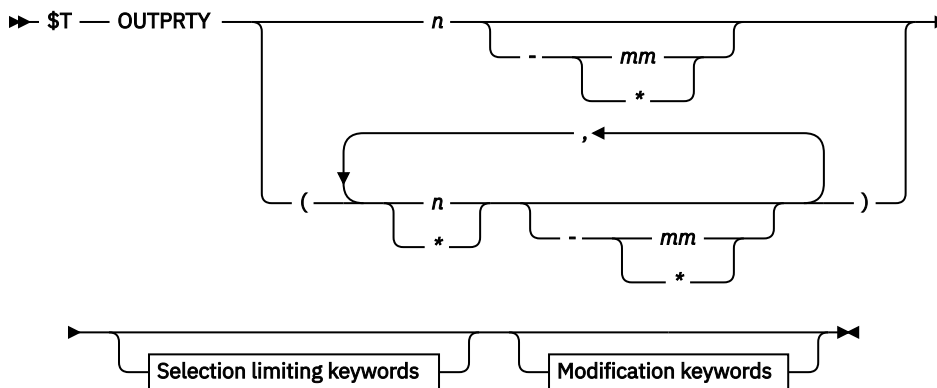 $T OUTPRTY n
- mm
*
,
( n )
* - mm
*
Selection limiting keywords Modification keywords